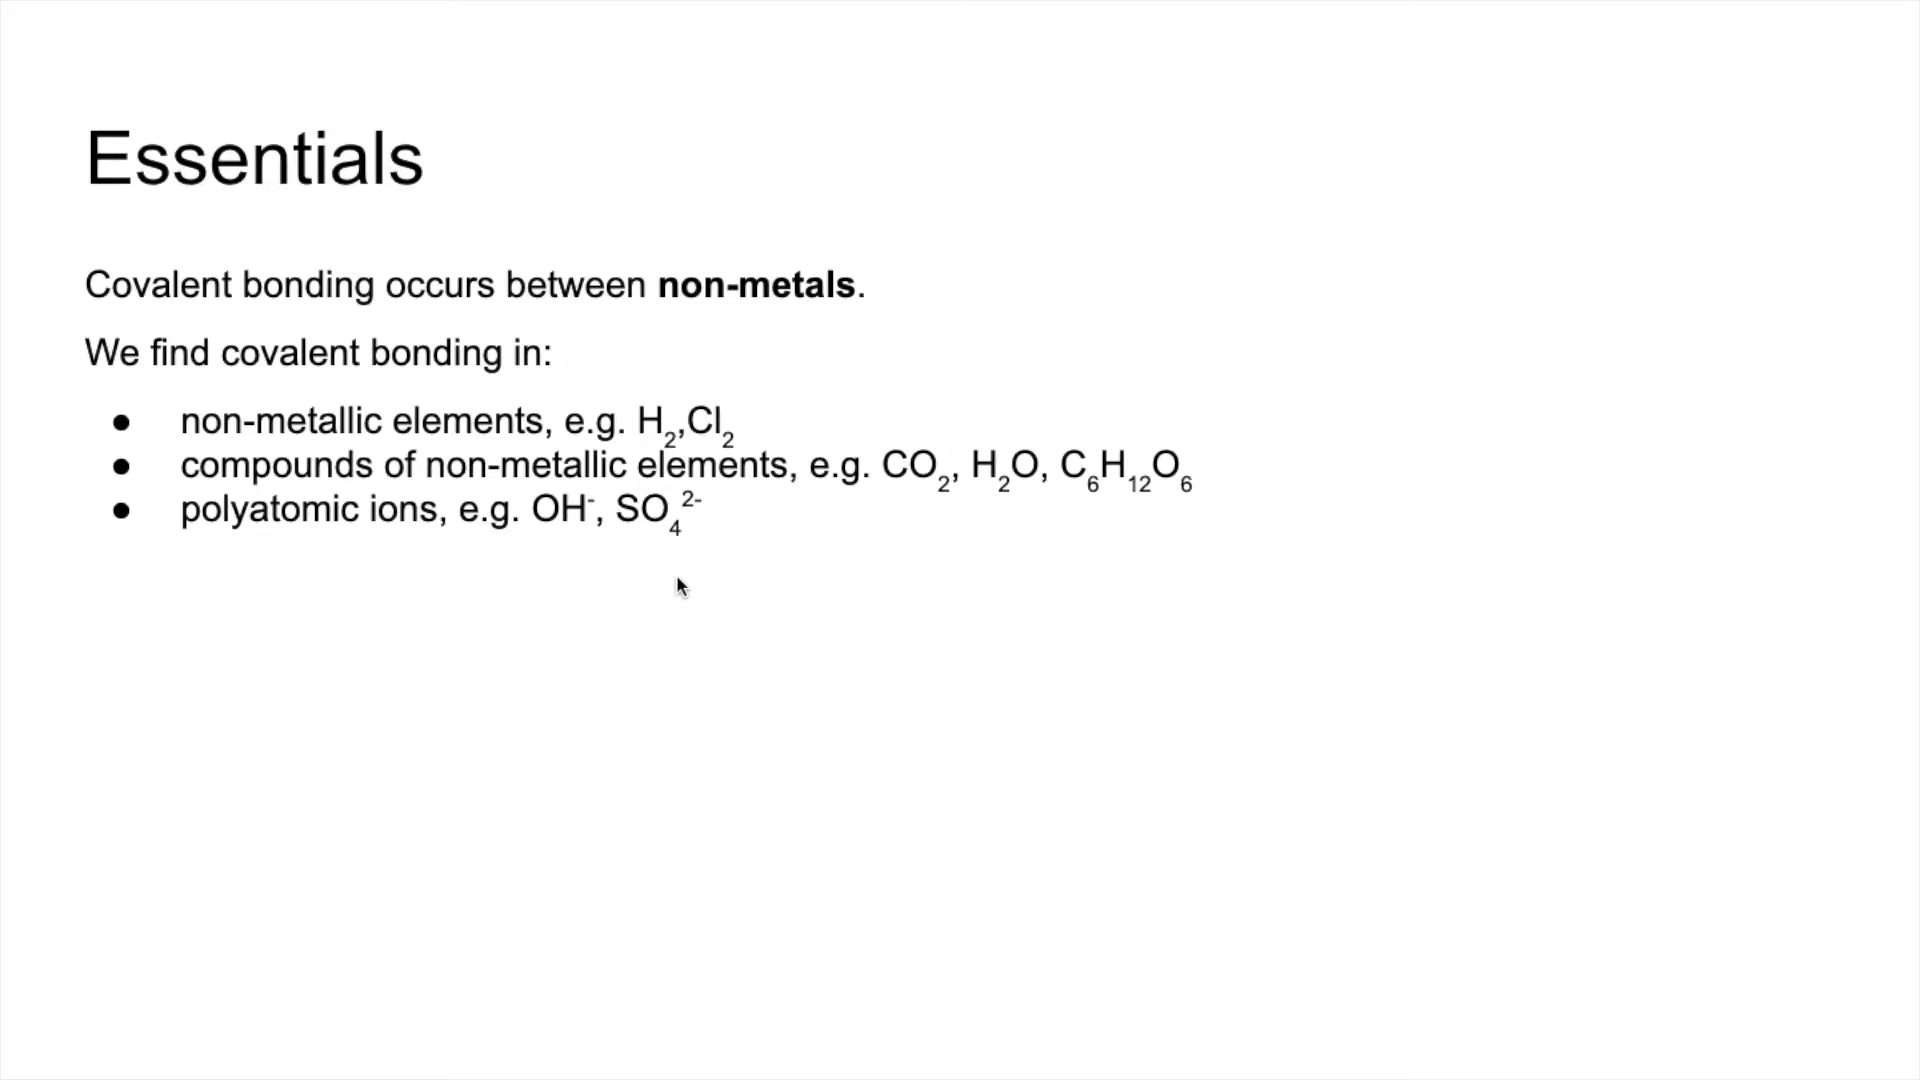 Essentials
Covalent bonding occurs between non-metals.
We find covalent bonding in:
● non-metallic elements, e.g. H₂,Cl₂
● compounds of non-metallic elements, e.g. CO₂, H₂O, C₆H₁₂O₆
● polyatomic ions, e.g. OH⁻, SO₄²⁻